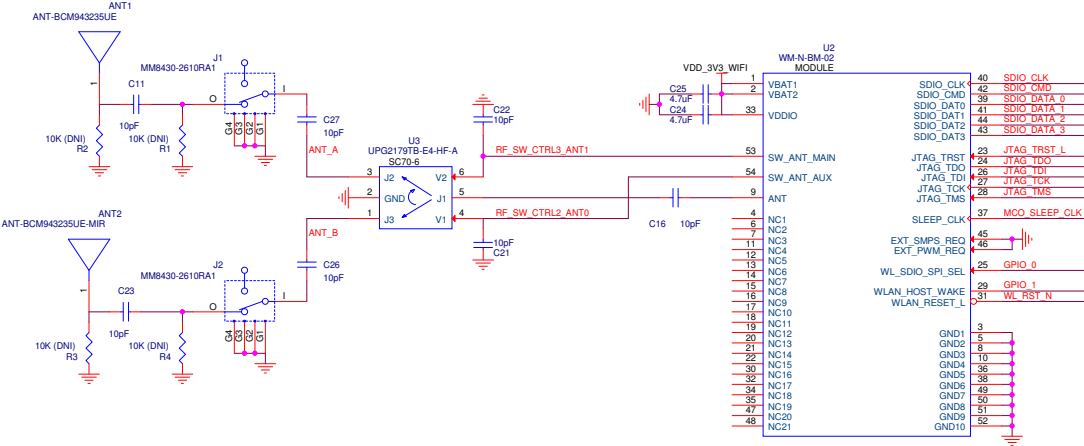 ANT1
ANT-BCM943235UE
1
C11
10pF
10K (DNI)
R2
10K (DNI)
R1
J1
MM8430-2610RA1
O
I
G4
G3
G2
G1
C27
10pF
ANT_A
ANT2
ANT-BCM943235UE-MIR
1
C23
10pF
10K (DNI)
R3
10K (DNI)
R4
J2
MM8430-2610RA1
O
I
G4
G3
G2
G1
ANT_B
C26
10pF
U3
UPG2179TB-E4-HF-A
SC70-6
3
J2
V2
6
2
GND
J1
5
1
J3
V1
4
C22
10pF
RF_SW_CTRL3_ANT1
RF_SW_CTRL2_ANT0
10pF
C21
C16
10pF
VDD_3V3_WIFI
C25
4.7uF
C24
4.7uF
U2
WM-N-BM-02
MODULE
1
VBAT1
2
VBAT2
33
VDDIO
53
SW_ANT_MAIN
54
SW_ANT_AUX
9
ANT
4
NC1
6
NC2
7
NC3
11
NC4
12
NC5
13
NC6
14
NC7
15
NC8
16
NC9
17
NC10
18
NC11
19
NC12
20
NC13
21
NC14
22
NC15
30
NC16
32
NC17
34
NC18
35
NC19
47
NC20
48
NC21
SDIO_CLK
40
SDIO_CLK
SDIO_CMD
42
SDIO_CMD
SDIO_DAT0
39
SDIO_DATA_0
SDIO_DAT1
41
SDIO_DATA_1
SDIO_DAT2
44
SDIO_DATA_2
SDIO_DAT3
43
SDIO_DATA_3
JTAG_TRST
23
JTAG_TRST_L
JTAG_TDO
24
JTAG_TDO
JTAG_TDI
26
JTAG_TDI
JTAG_TCK
27
JTAG_TCK
JTAG_TMS
28
JTAG_TMS
SLEEP_CLK
37
MCO_SLEEP_CLK
EXT_SMPS_REQ
45
EXT_PWM_REQ
46
WL_SDIO_SPI_SEL
25
GPIO_0
WLAN_HOST_WAKE
29
GPIO_1
WLAN_RESET_L
31
WL_RST_N
GND1
3
GND2
5
GND3
8
GND4
10
GND5
36
GND6
38
GND7
49
GND8
50
GND9
51
GND10
52